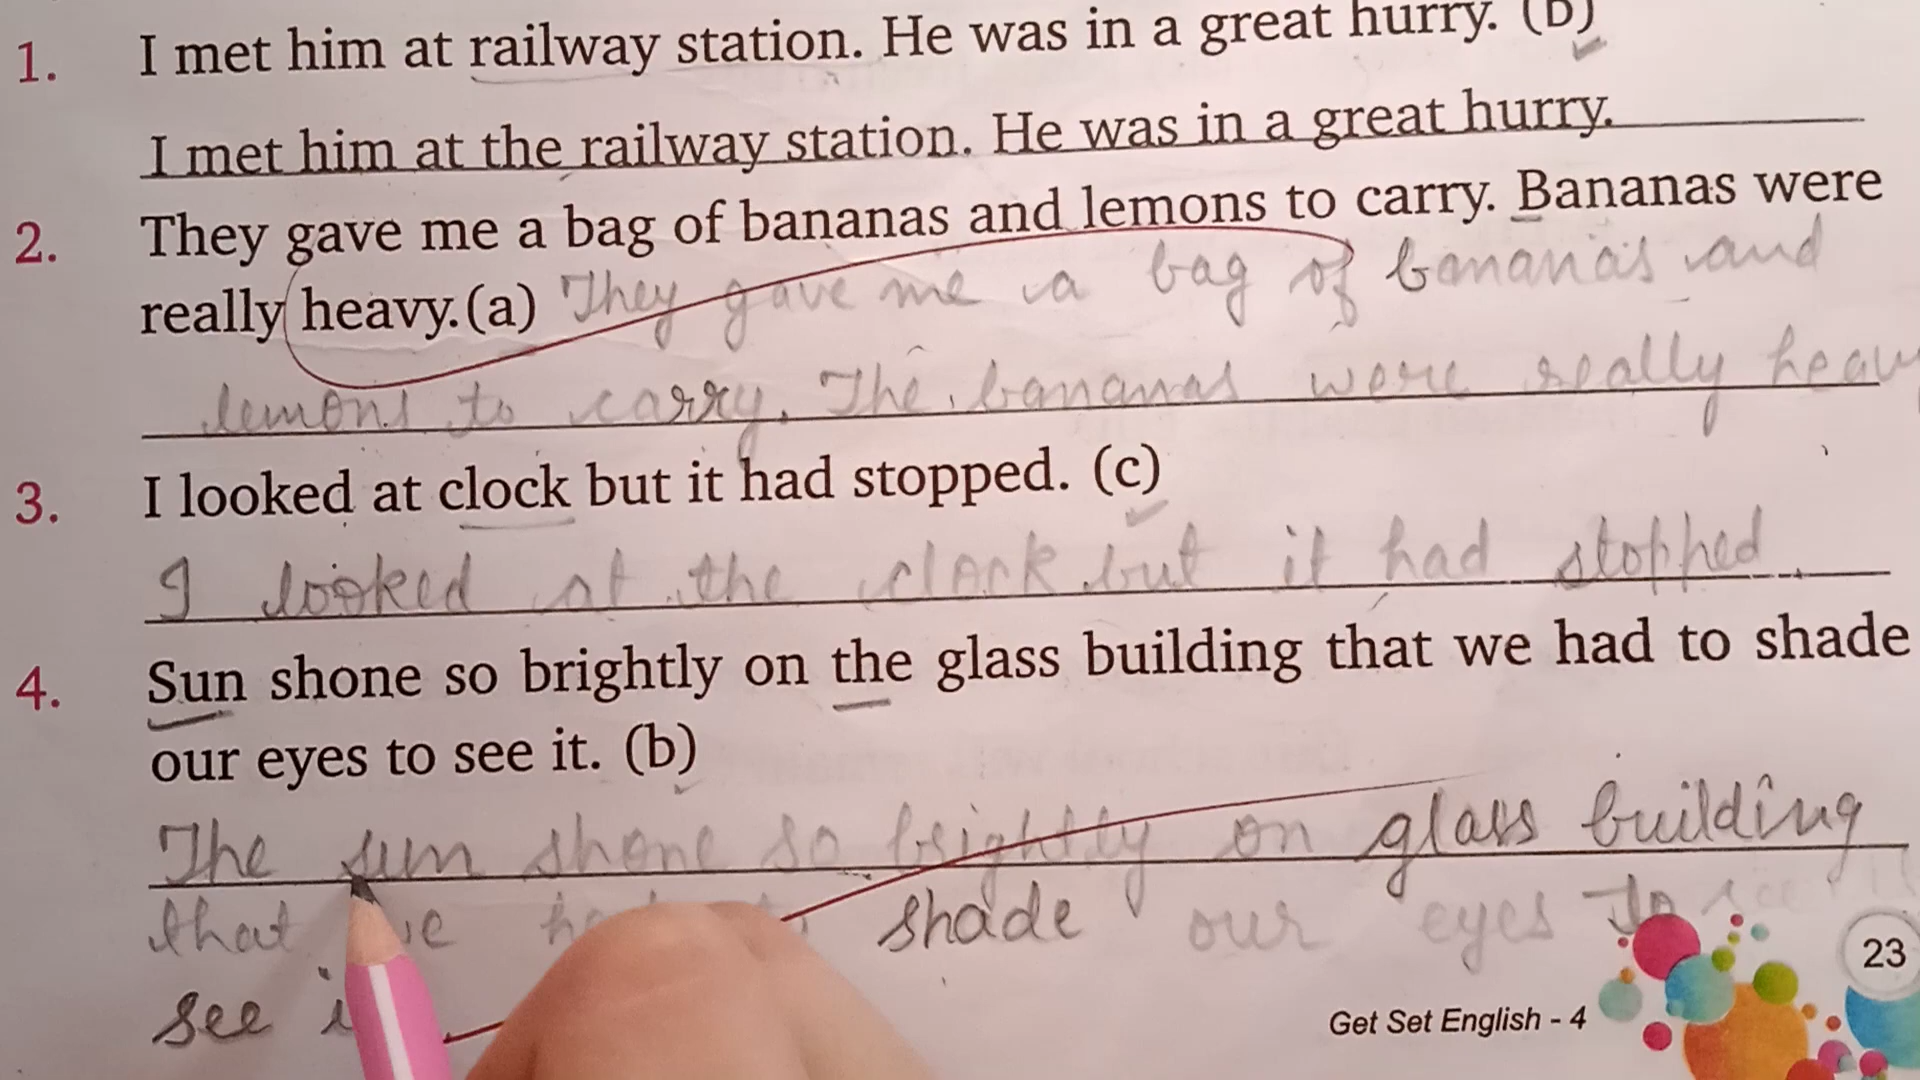 1. I met him at railway station. He was in a great hurry. (b)
I met him at the railway station. He was in a great hurry.
2. They gave me a bag of bananas and lemons to carry. Bananas were
really heavy.(a) They gave me a bag of bananas and
lemons to carry. The bananas were really heavy
3. I looked at clock but it had stopped. (c)
I looked at the clock but it had stopped
4. Sun shone so brightly on the glass building that we had to shade
our eyes to see it. (b)
The sun shone so brightly on glass building
that shade our eyes to
see
Get Set English - 4
23